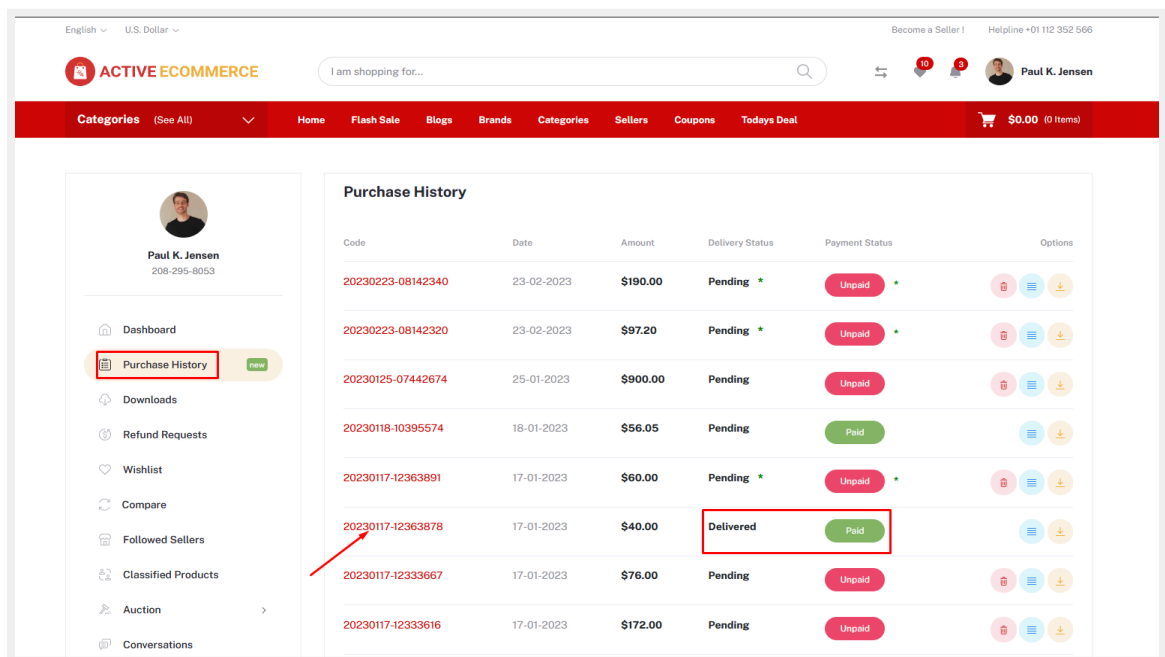 English U.S. Dollar Become a Seller ! Helpline +01 112 352 566
ACTIVE ECOMMERCE I am shopping for... 10 3 Paul K. Jensen
Categories (See All) Home Flash Sale Blogs Brands Categories Sellers Coupons Todays Deal $0.00 (0 Items)
Paul K. Jensen
208-295-8053
Dashboard
Purchase History new
Downloads
Refund Requests
Wishlist
Compare
Followed Sellers
Classified Products
Auction
Conversations
Purchase History
Code Date Amount Delivery Status Payment Status Options
20230223-08142340 23-02-2023 $190.00 Pending * Unpaid *
20230223-08142320 23-02-2023 $97.20 Pending * Unpaid *
20230125-07442674 25-01-2023 $900.00 Pending Unpaid
20230118-10395574 18-01-2023 $56.05 Pending Paid
20230117-12363891 17-01-2023 $60.00 Pending * Unpaid *
20230117-12363878 17-01-2023 $40.00 Delivered Paid
20230117-12333667 17-01-2023 $76.00 Pending Unpaid
20230117-12333616 17-01-2023 $172.00 Pending Unpaid